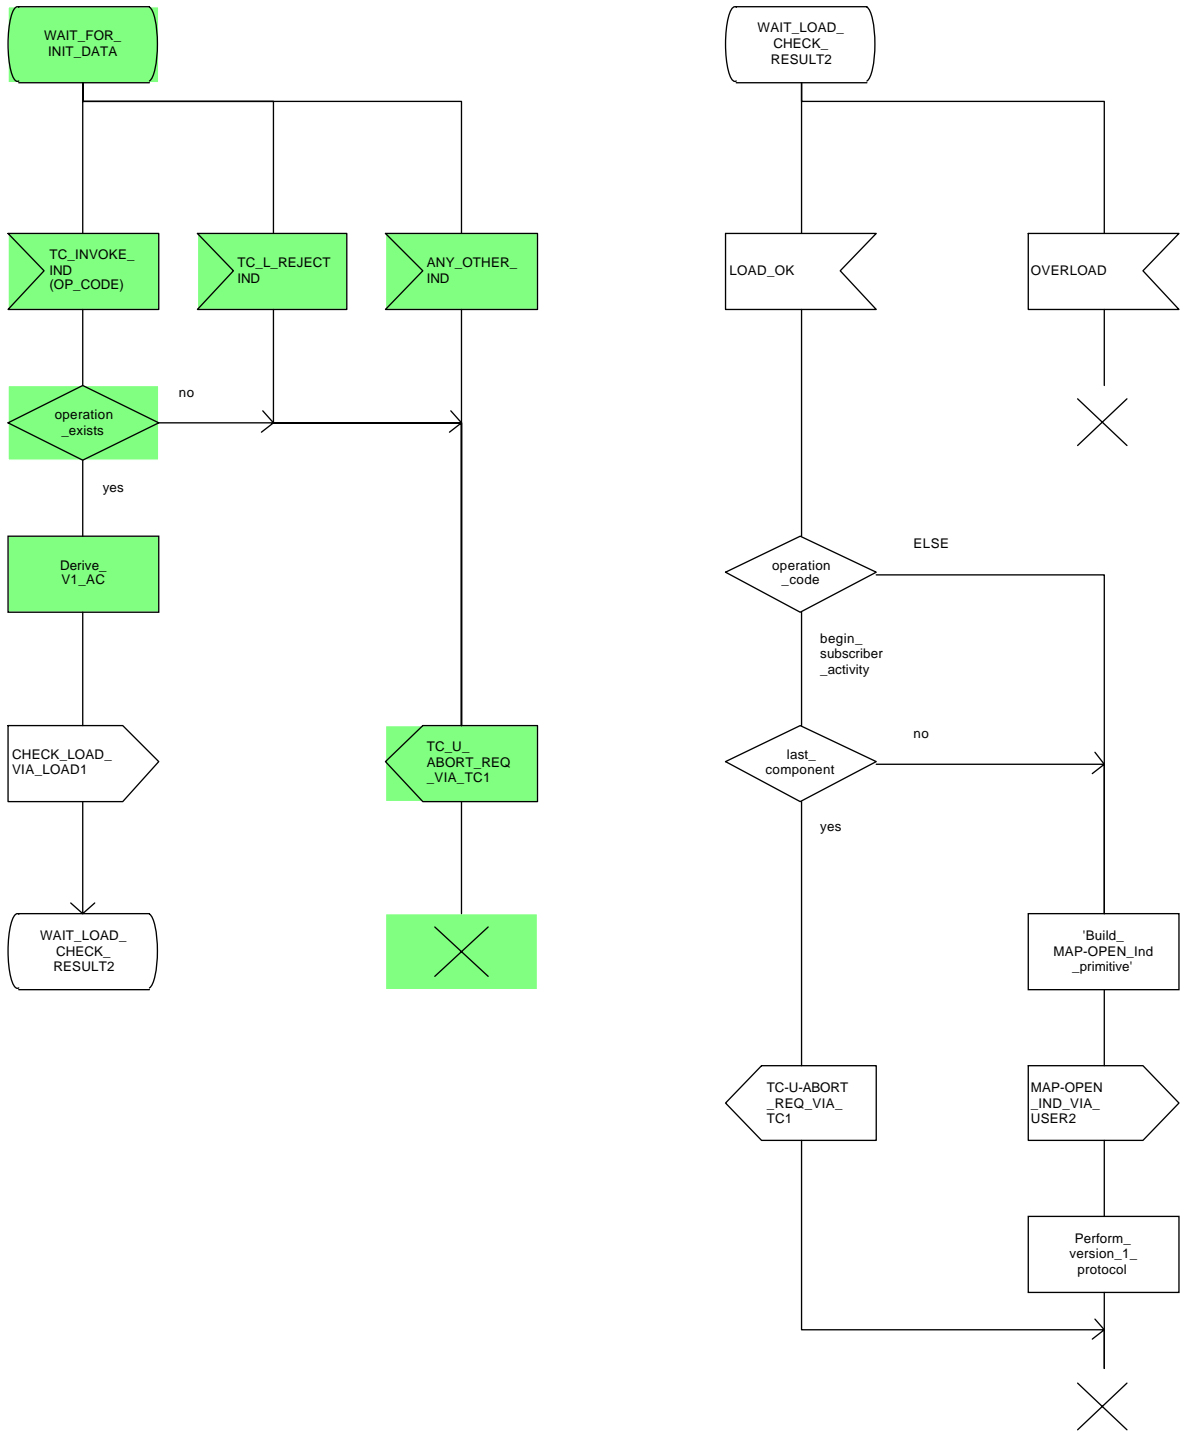 WAIT_FOR_
INIT_DATA
TC_INVOKE_
IND
(OP_CODE)
TC_L_REJECT
IND
ANY_OTHER_
IND
operation
_exists
no
yes
Derive_
V1_AC
CHECK_LOAD_
VIA_LOAD1
TC_U_
ABORT_REQ
_VIA_TC1
WAIT_LOAD_
CHECK_
RESULT2
WAIT_LOAD_
CHECK_
RESULT2
LOAD_OK
OVERLOAD
operation
_code
ELSE
begin_
subscriber
_activity
last_
component
no
yes
'Build_
MAP-OPEN_Ind
_primitive'
TC-U-ABORT
_REQ_VIA_
TC1
MAP-OPEN
_IND_VIA_
USER2
Perform_
version_1_
protocol